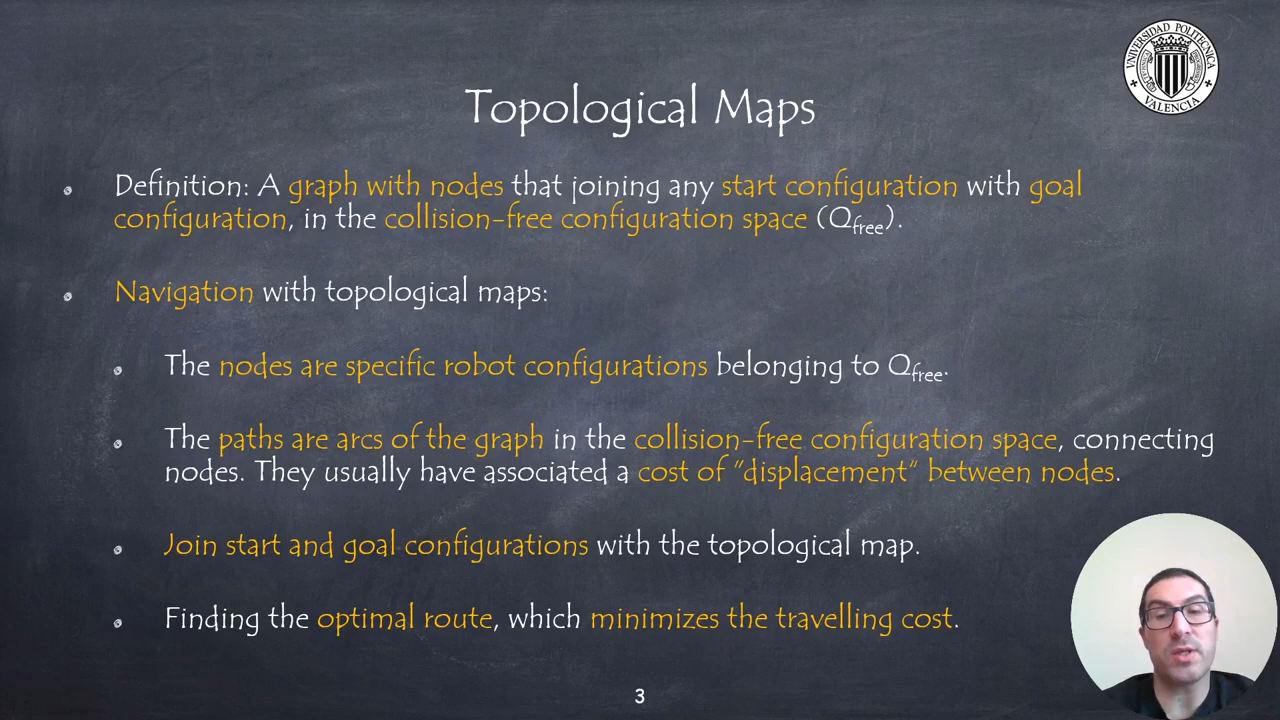 UNIVERSIDAD POLITECNICA
VALENCIA
Topological Maps
Definition: A graph with nodes that joining any start configuration with goal
configuration, in the collision-free configuration space (Qfree).
Navigation with topological maps:
The nodes are specific robot configurations belonging to Qfree.
The paths are arcs of the graph in the collision-free configuration space, connecting
nodes. They usually have associated a cost of "displacement" between nodes.
Join start and goal configurations with the topological map.
Finding the optimal route, which minimizes the travelling cost.
3